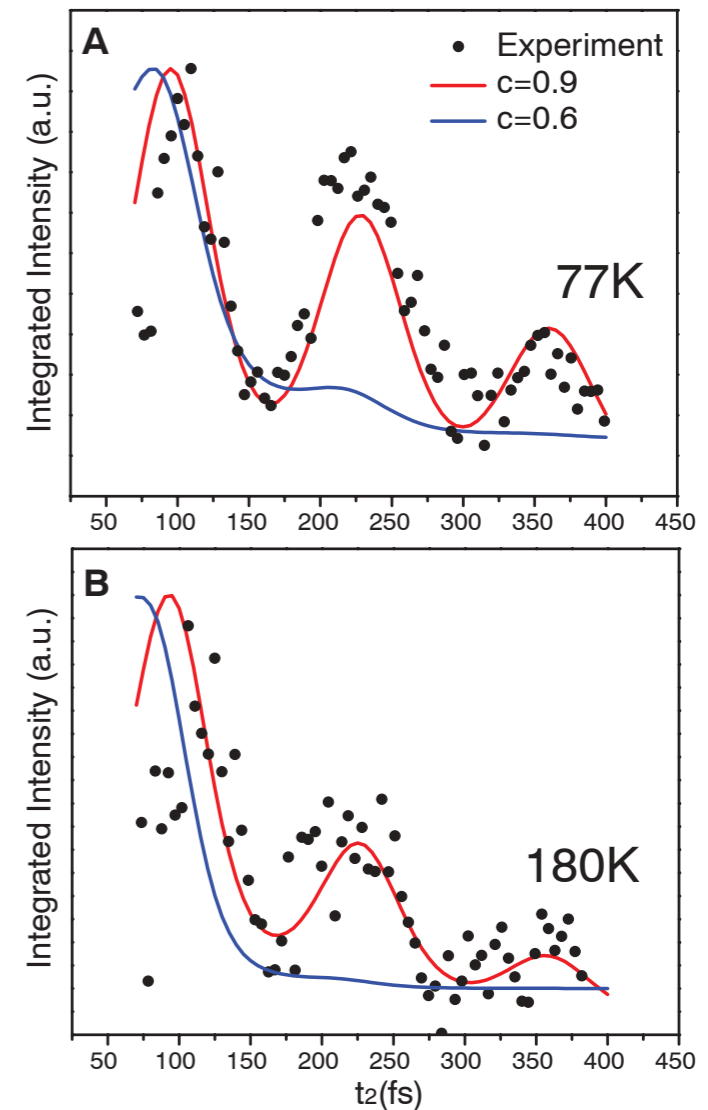 A
Experiment
c=0.9
c=0.6
77K
Integrated Intensity (a.u.)
50 100 150 200 250 300 350 400 450
B
180K
Integrated Intensity (a.u.)
50 100 150 200 250 300 350 400 450
t2(fs)